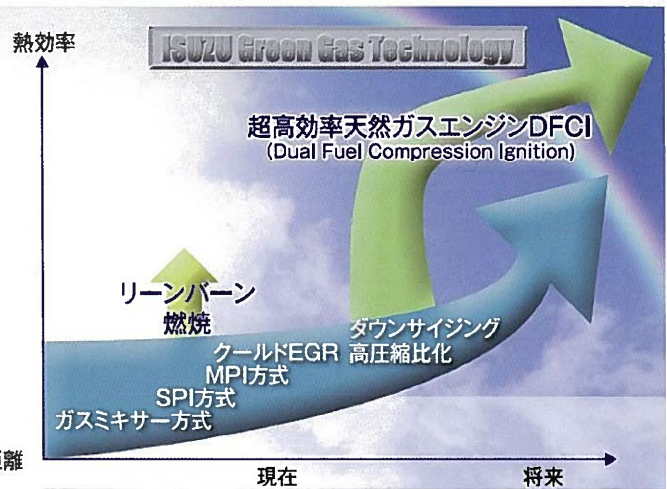 熱効率
ISUZU Green Gas Technology
超高効率天然ガスエンジンDFCI
(Dual Fuel Compression Ignition)
リーンバーン
燃焼
ダウンサイジング
クールドEGR 高圧縮比化
MPI方式
SPI方式
ガスミキサー方式
現在
将来